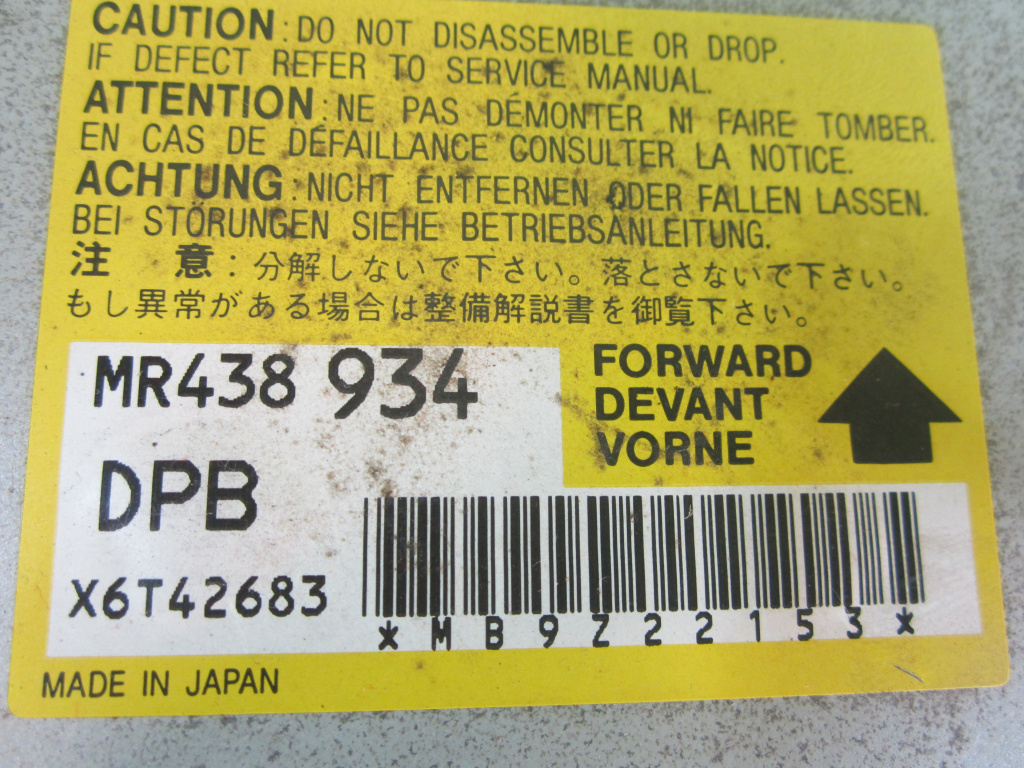 CAUTION:DO NOT DISASSEMBLE OR DROP.
IF DEFECT REFER TO SERVICE MANUAL.
ATTENTION:NE PAS DÉMONTER NI FAIRE TOMBER.
EN CAS DE DÉFAILLANCE CONSULTER LA NOTICE.
ACHTUNG:NICHT ENTFERNEN ODER FALLEN LASSEN.
BEI STÖRUNGEN SIEHE BETRIEBSANLEITUNG.
注 意:分解しないで下さい。落とさないで下さい。
もし異常がある場合は整備解説書を御覧下さい。
MR438 934
FORWARD
DEVANT
VORNE
DPB
X6T42683
*MB9Z22153*
MADE IN JAPAN